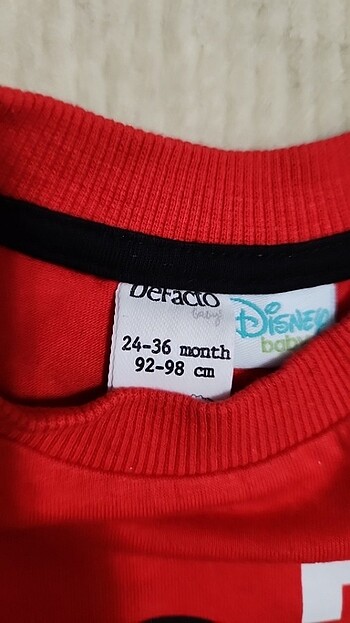 DeFacto
baby!
DISNEY
baby
24-36 month
92-98 cm